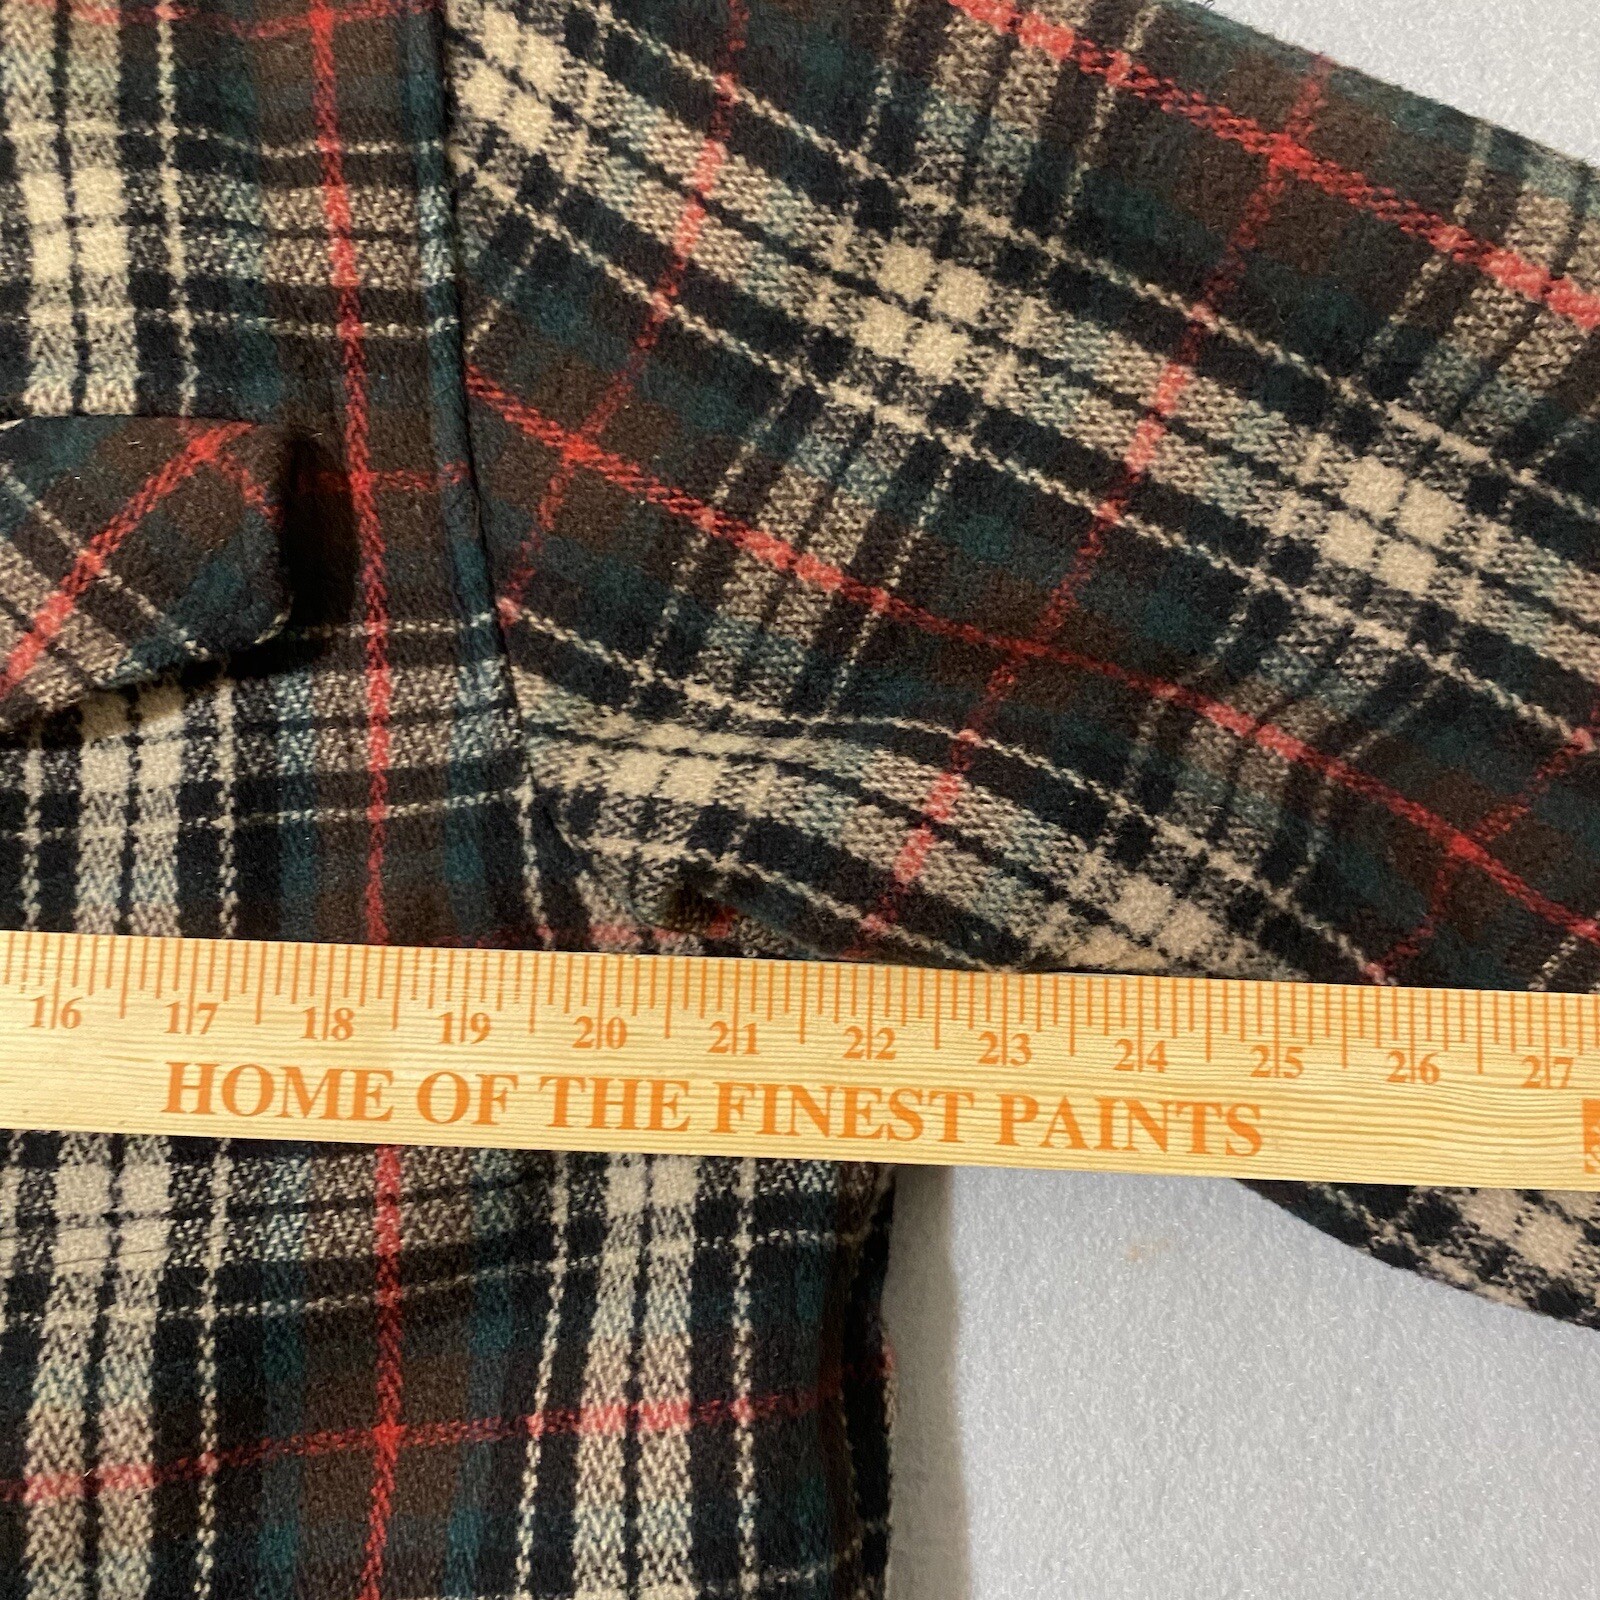 16 17 18 19 20 21 22 23 24 25 26 27
HOME OF THE FINEST PAINTS